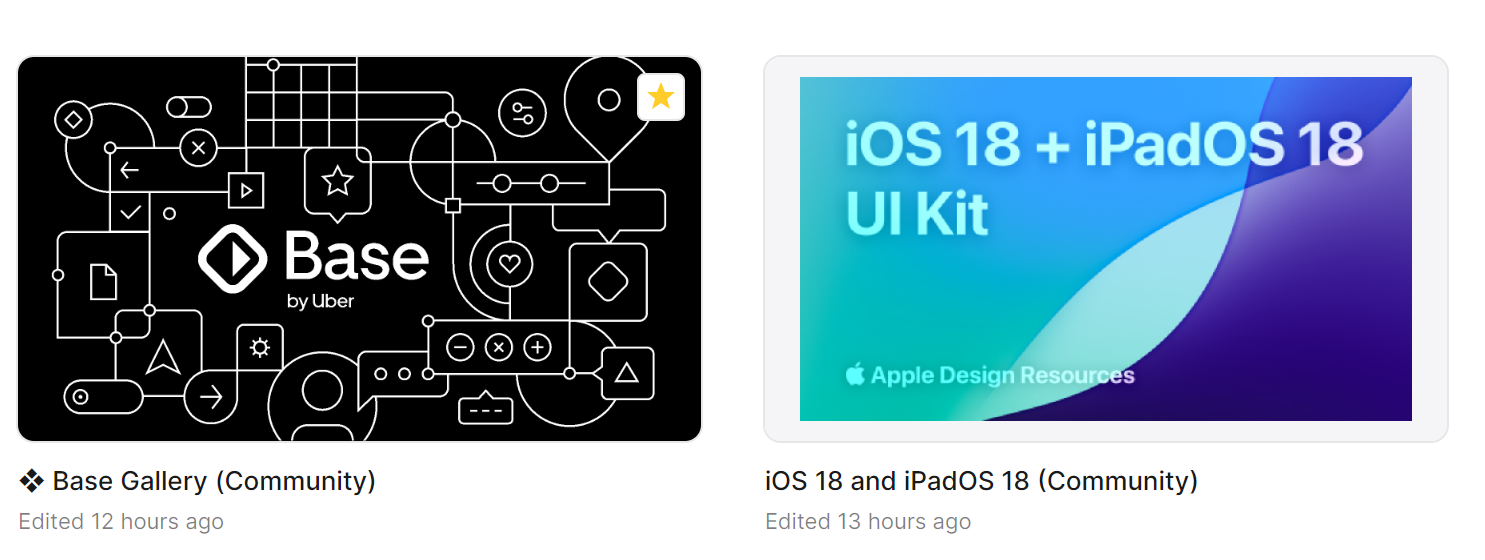 Base
by Uber
❖ Base Gallery (Community)
Edited 12 hours ago
iOS 18 + iPadOS 18
UI Kit
Apple Design Resources
iOS 18 and iPadOS 18 (Community)
Edited 13 hours ago